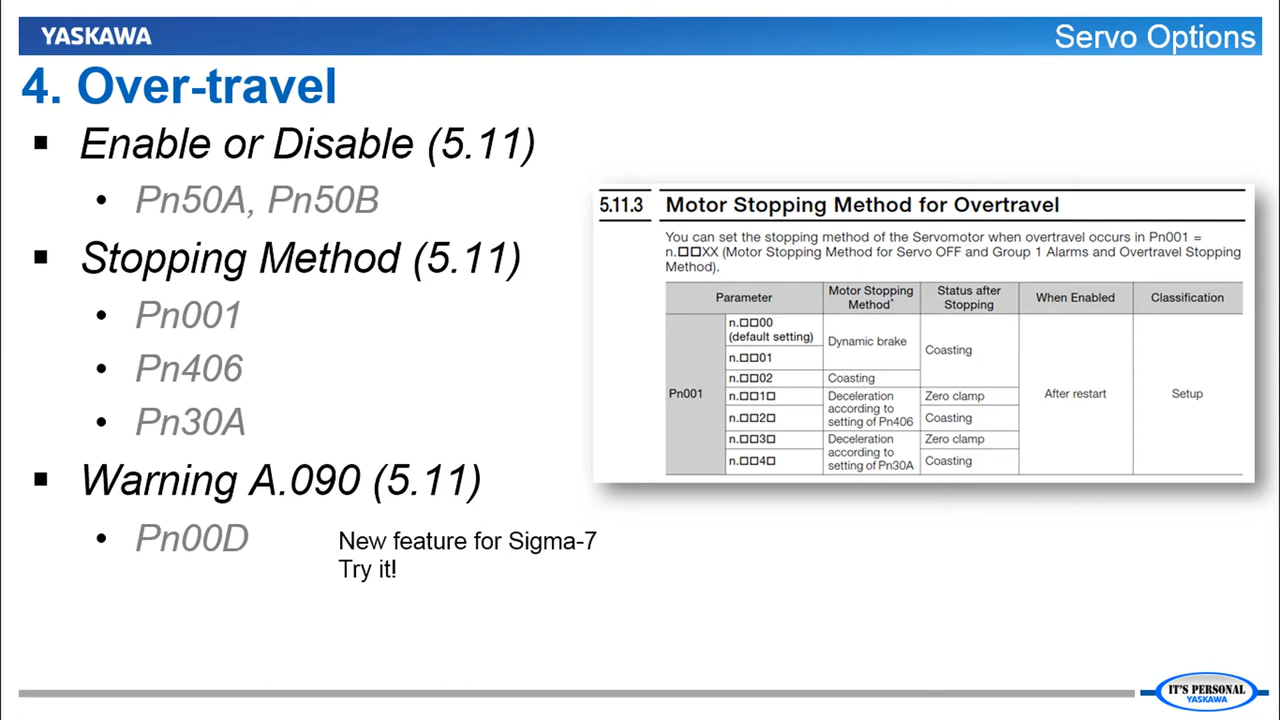 YASKAWA
Servo Options
4. Over-travel
▪ Enable or Disable (5.11)
• Pn50A, Pn50B
▪ Stopping Method (5.11)
• Pn001
• Pn406
• Pn30A
▪ Warning A.090 (5.11)
• Pn00D
New feature for Sigma-7
Try it!
5.11.3 Motor Stopping Method for Overtravel
You can set the stopping method of the Servomotor when overtravel occurs in Pn001 =
n.□□XX (Motor Stopping Method for Servo OFF and Group 1 Alarms and Overtravel Stopping
Method).
Parameter
Motor Stopping
Method*
Status after
Stopping
When Enabled
Classification
Pn001
n.□□00
(default setting)
n.□□01
Dynamic brake
Coasting
n.□□02
Coasting
n.□□1□
n.□□2□
Deceleration
according to
setting of Pn406
Zero clamp
Coasting
n.□□3□
n.□□4□
Deceleration
according to
setting of Pn30A
Zero clamp
Coasting
After restart
Setup
IT'S PERSONAL
YASKAWA